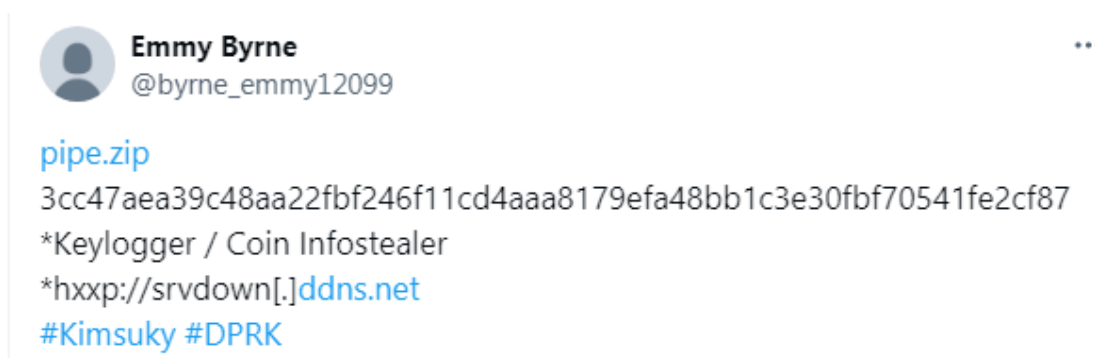 Emmy Byrne
@byrne_emmy12099
pipe.zip
3cc47aea39c48aa22fbf246f11cd4aaa8179efa48bb1c3e30fbf70541fe2cf87
*Keylogger / Coin Infostealer
*hxxp://srvdown[.]ddns.net
#Kimsuky #DPRK